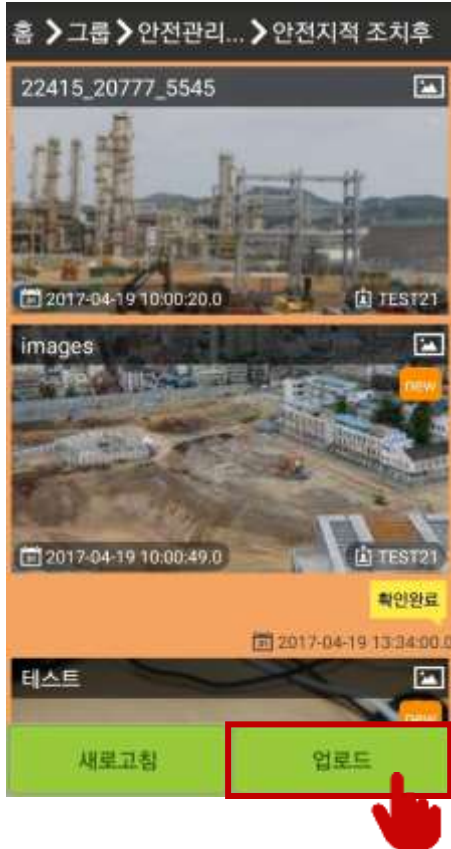 홈 ❯ 그룹 ❯ 안전관리... ❯ 안전지적 조치후
22415_20777_5545
2017-04-19 10:00:20.0 TEST21
images
new
2017-04-19 10:00:49.0 TEST21
확인완료
2017-04-19 13:34:00.0
테스트
new
새로고침 업로드